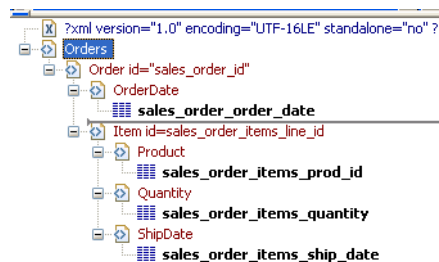 ?xml version="1.0" encoding="UTF-16LE" standalone="no" ?
Orders
Order id="sales_order_id"
OrderDate
sales_order_order_date
Item id=sales_order_items_line_id
Product
sales_order_items_prod_id
Quantity
sales_order_items_quantity
ShipDate
sales_order_items_ship_date